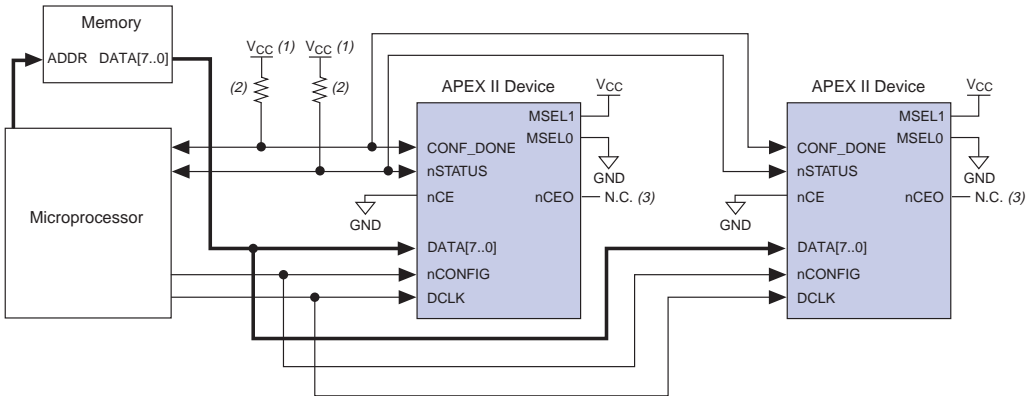 Memory
ADDR DATA[7..0]
VCC (1) VCC (1)
(2) (2)
APEX II Device
VCC
MSEL1
MSEL0
GND
CONF_DONE
nSTATUS
nCE
GND
nCEO
N.C. (3)
DATA[7..0]
nCONFIG
DCLK
Microprocessor
APEX II Device
VCC
MSEL1
MSEL0
GND
CONF_DONE
nSTATUS
nCE
GND
nCEO
N.C. (3)
DATA[7..0]
nCONFIG
DCLK